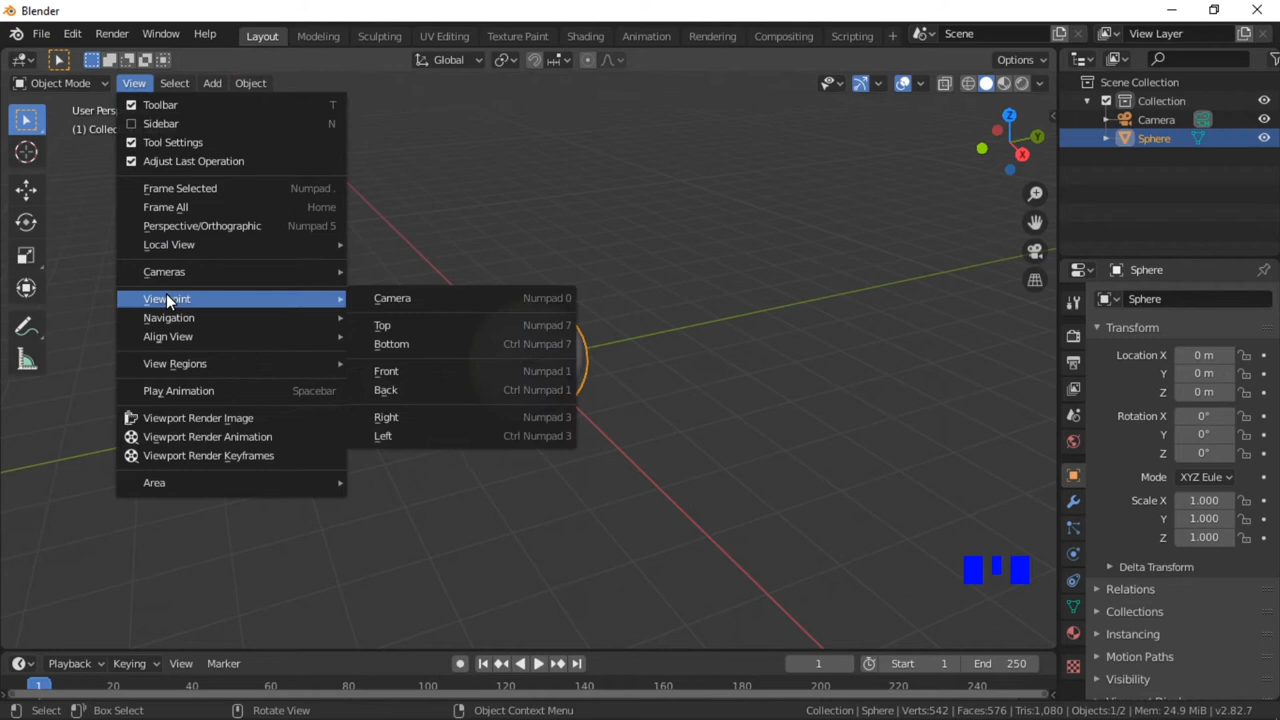 Blender
File Edit Render Window Help Layout Modeling Sculpting UV Editing Texture Paint Shading Animation Rendering Compositing Scripting + Scene View Layer
Global Options
Object Mode View Select Add Object
User Persp
(1) Collec
Toolbar T
Sidebar N
Tool Settings
Adjust Last Operation
Frame Selected Numpad .
Frame All Home
Perspective/Orthographic Numpad 5
Local View
Cameras
Viewpoint
Navigation
Align View
View Regions
Play Animation Spacebar
Viewport Render Image
Viewport Render Animation
Viewport Render Keyframes
Area
Camera Numpad 0
Top Numpad 7
Bottom Ctrl Numpad 7
Front Numpad 1
Back Ctrl Numpad 1
Right Numpad 3
Left Ctrl Numpad 3
Z
Y
X
Scene Collection
Collection
Camera
Sphere
Sphere
Sphere
Transform
Location X 0 m
Y 0 m
Z 0 m
Rotation X 0°
Y 0°
Z 0°
Mode XYZ Eule
Scale X 1.000
Y 1.000
Z 1.000
Delta Transform
Relations
Collections
Instancing
Motion Paths
Visibility
Playback Keying View Marker 1 Start 1 End 250
1 20 40 60 80 100 120 140 160 180 200 220 240
Select Box Select Rotate View Object Context Menu Collection | Sphere | Verts:542 | Faces:576 | Tris:1,080 | Objects:1/2 | Mem: 24.9 MiB | v2.82.7